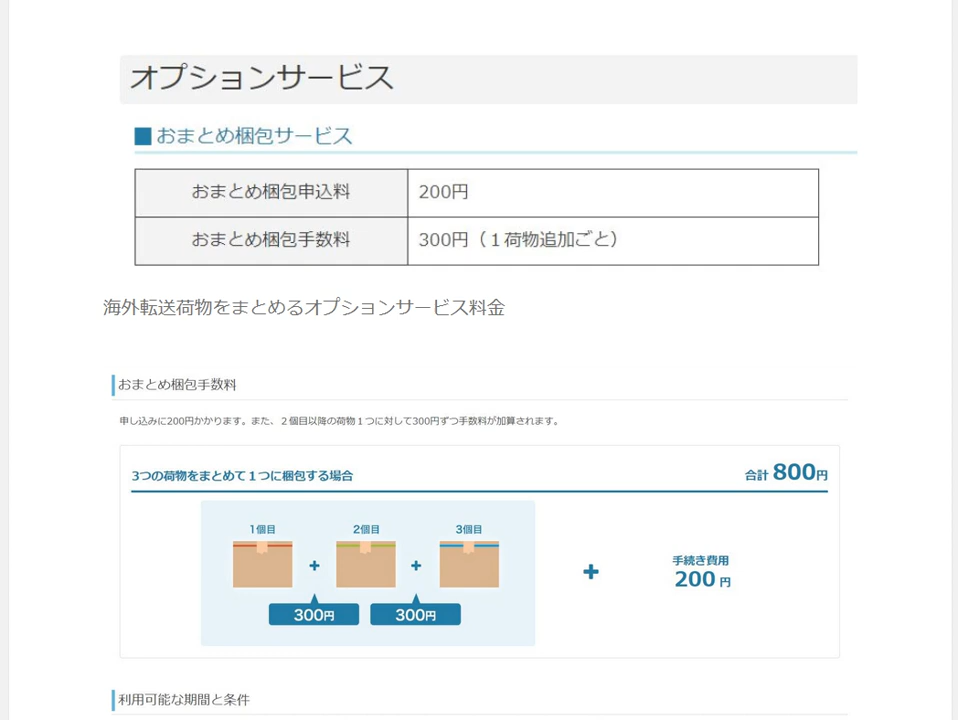 オプションサービス
■おまとめ梱包サービス
おまとめ梱包申込料 200円
おまとめ梱包手数料 300円（１荷物追加ごと）
海外転送荷物をまとめるオプションサービス料金
おまとめ梱包手数料
申し込みに200円かかります。また、２個目以降の荷物１つに対して300円ずつ手数料が加算されます。
3つの荷物をまとめて１つに梱包する場合 合計 800円
1個目 2個目 3個目
+ + + 手続き費用
200 円
300円 300円
利用可能な期間と条件